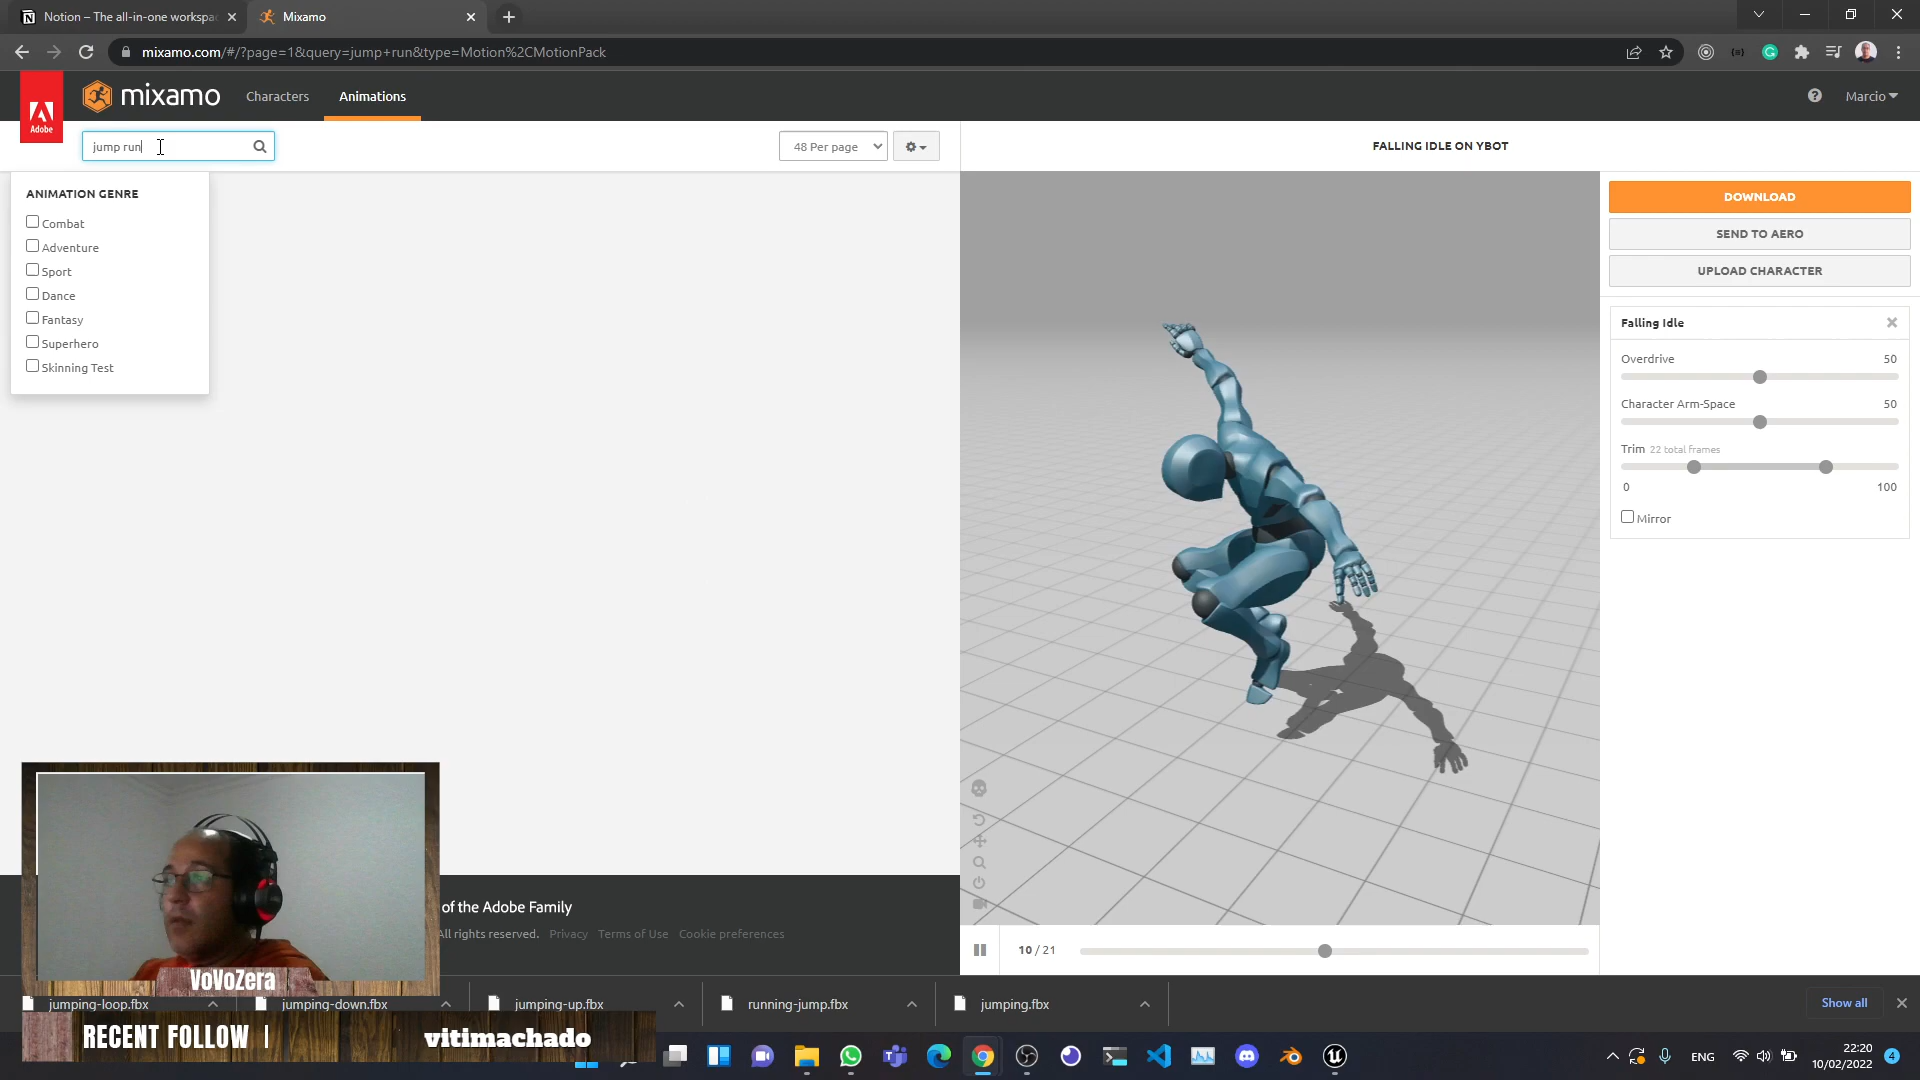 Notion – The all-in-one workspa
Mixamo
mixamo.com/#/?page=1&query=jump+run&type=Motion%2CMotionPack
Adobe
mixamo
Characters
Animations
Marcio
jump run
48 Per page
FALLING IDLE ON YBOT
ANIMATION GENRE
Combat
Adventure
Sport
Dance
Fantasy
Superhero
Skinning Test
DOWNLOAD
SEND TO AERO
UPLOAD CHARACTER
Falling Idle
Overdrive 50
Character Arm-Space 50
Trim 22 total frames
0 100
Mirror
of the Adobe Family
All rights reserved. Privacy Terms of Use Cookie preferences
10 / 21
VoVoZera
jumping-loop.fbx
jumping-down.fbx
jumping-up.fbx
running-jump.fbx
jumping.fbx
Show all
RECENT FOLLOW |
vitimachado
ENG
22:20
10/02/2022
4